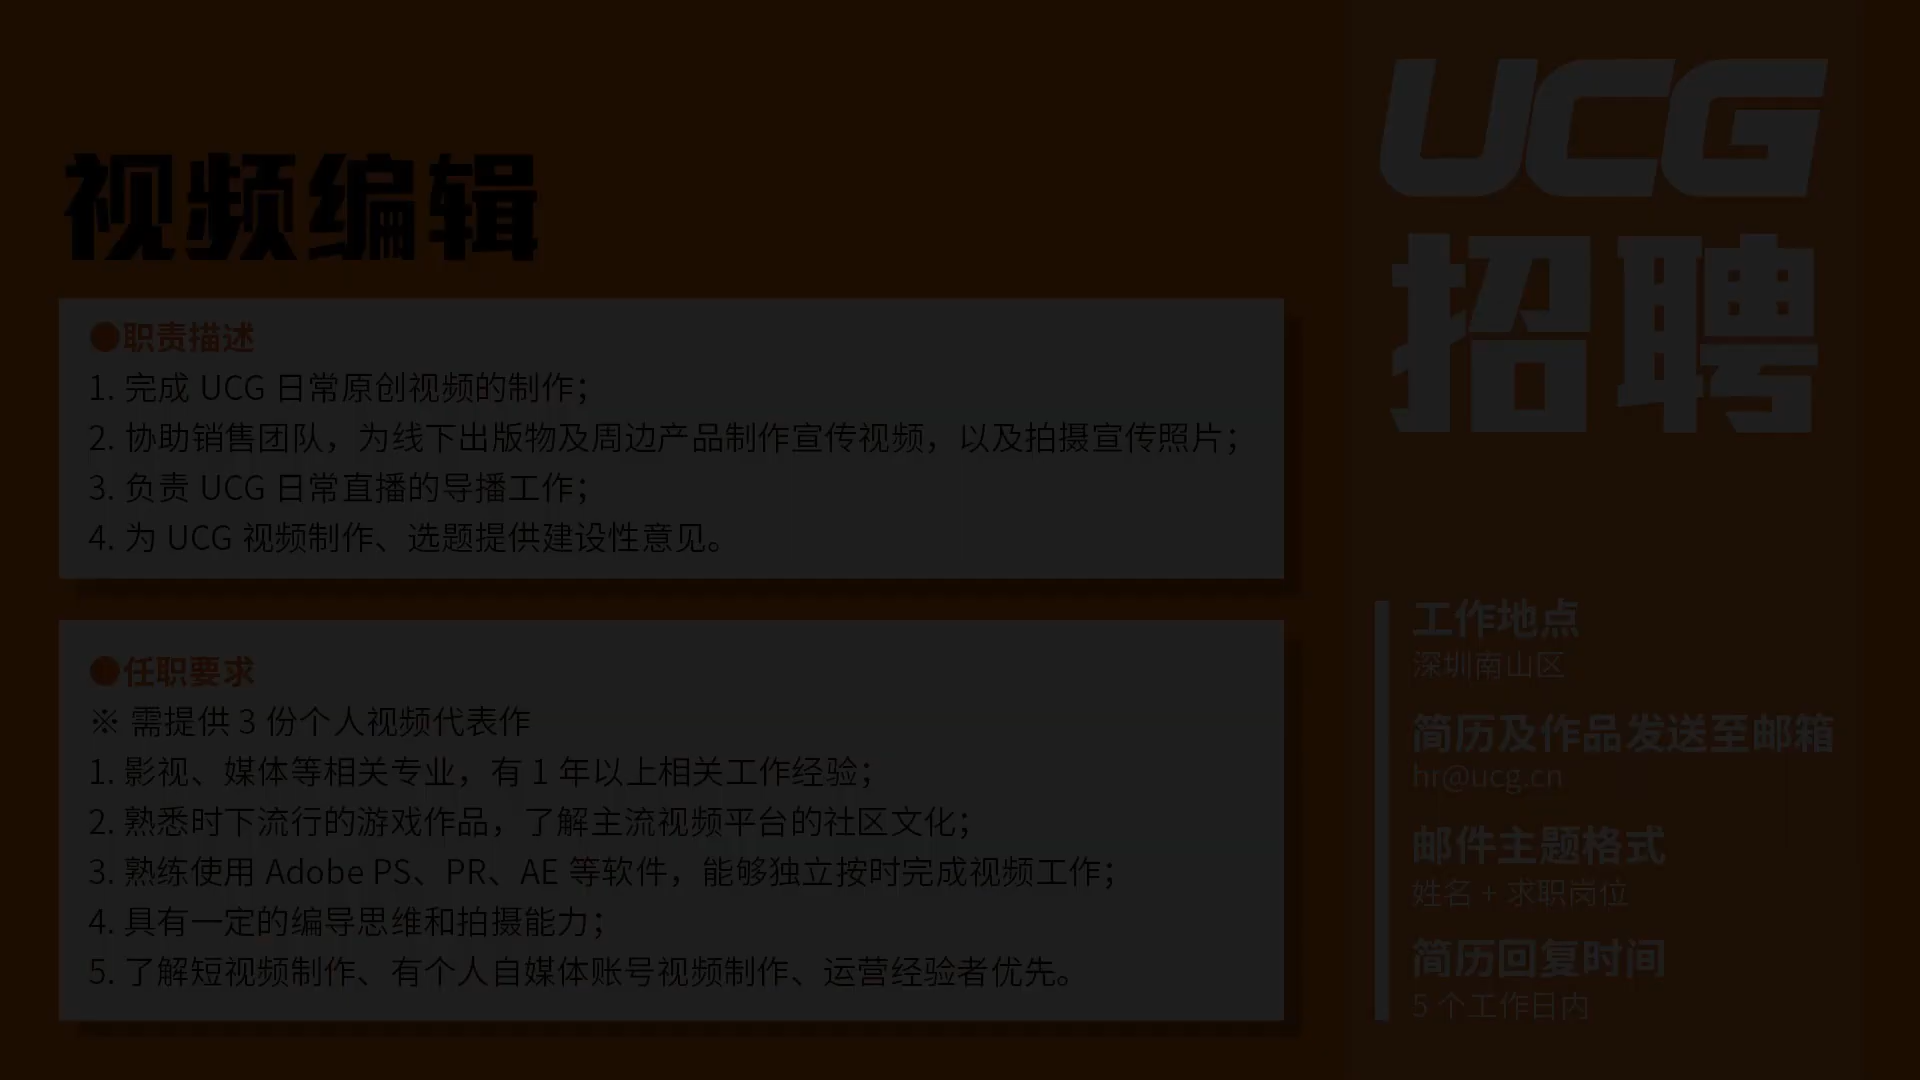 视频编辑
●职责描述
1. 完成 UCG 日常原创视频的制作；
2. 协助销售团队，为线下出版物及周边产品制作宣传视频，以及拍摄宣传照片；
3. 负责 UCG 日常直播的导播工作；
4. 为 UCG 视频制作、选题提供建设性意见。
●任职要求
※ 需提供 3 份个人视频代表作
1. 影视、媒体等相关专业，有 1 年以上相关工作经验；
2. 熟悉时下流行的游戏作品，了解主流视频平台的社区文化；
3. 熟练使用 Adobe PS、PR、AE 等软件，能够独立按时完成视频工作；
4. 具有一定的编导思维和拍摄能力；
5. 了解短视频制作、有个人自媒体账号视频制作、运营经验者优先。
UCG
招聘
工作地点
深圳南山区
简历及作品发送至邮箱
hr@ucg.cn
邮件主题格式
姓名 + 求职岗位
简历回复时间
5 个工作日内